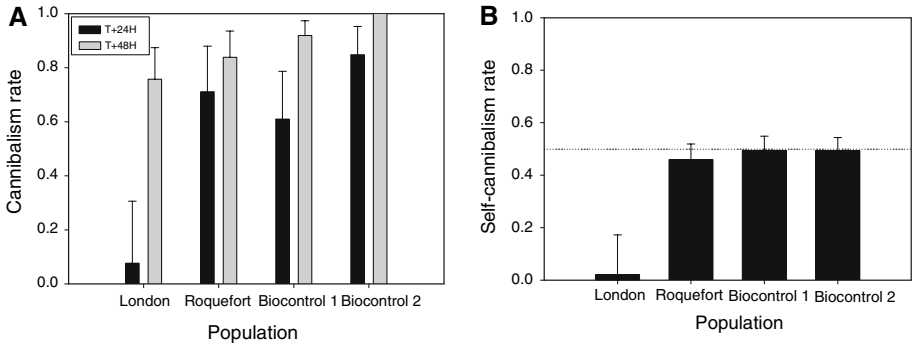 A
T+24H
T+48H
Cannibalism rate
1.0
0.8
0.6
0.4
0.2
0.0
London Roquefort Biocontrol 1 Biocontrol 2
Population
B
Self-cannibalism rate
1.0
0.8
0.6
0.4
0.2
0.0
London Roquefort Biocontrol 1 Biocontrol 2
Population